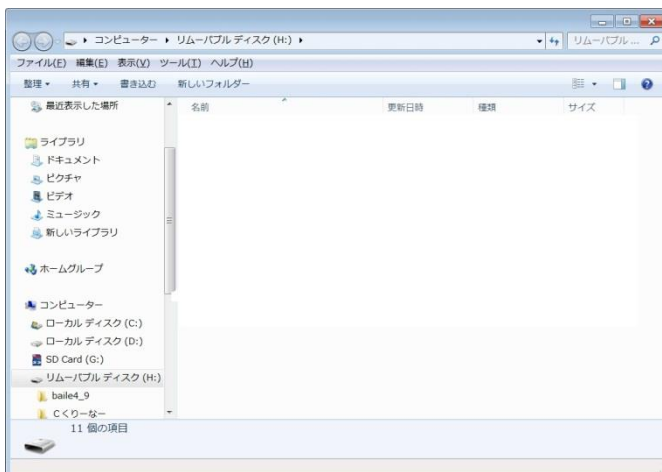 コンピューター ▸ リムーバブル ディスク (H:) ▸
リムーバブル ...
ファイル(F) 編集(E) 表示(V) ツール(T) ヘルプ(H)
整理 共有 書き込む 新しいフォルダー
最近表示した場所
名前 更新日時 種類 サイズ
ライブラリ
ドキュメント
ピクチャ
ビデオ
ミュージック
新しいライブラリ
ホームグループ
コンピューター
ローカル ディスク (C:)
ローカル ディスク (D:)
SD Card (G:)
リムーバブル ディスク (H:)
baile4_9
Cくりーなー
11 個の項目